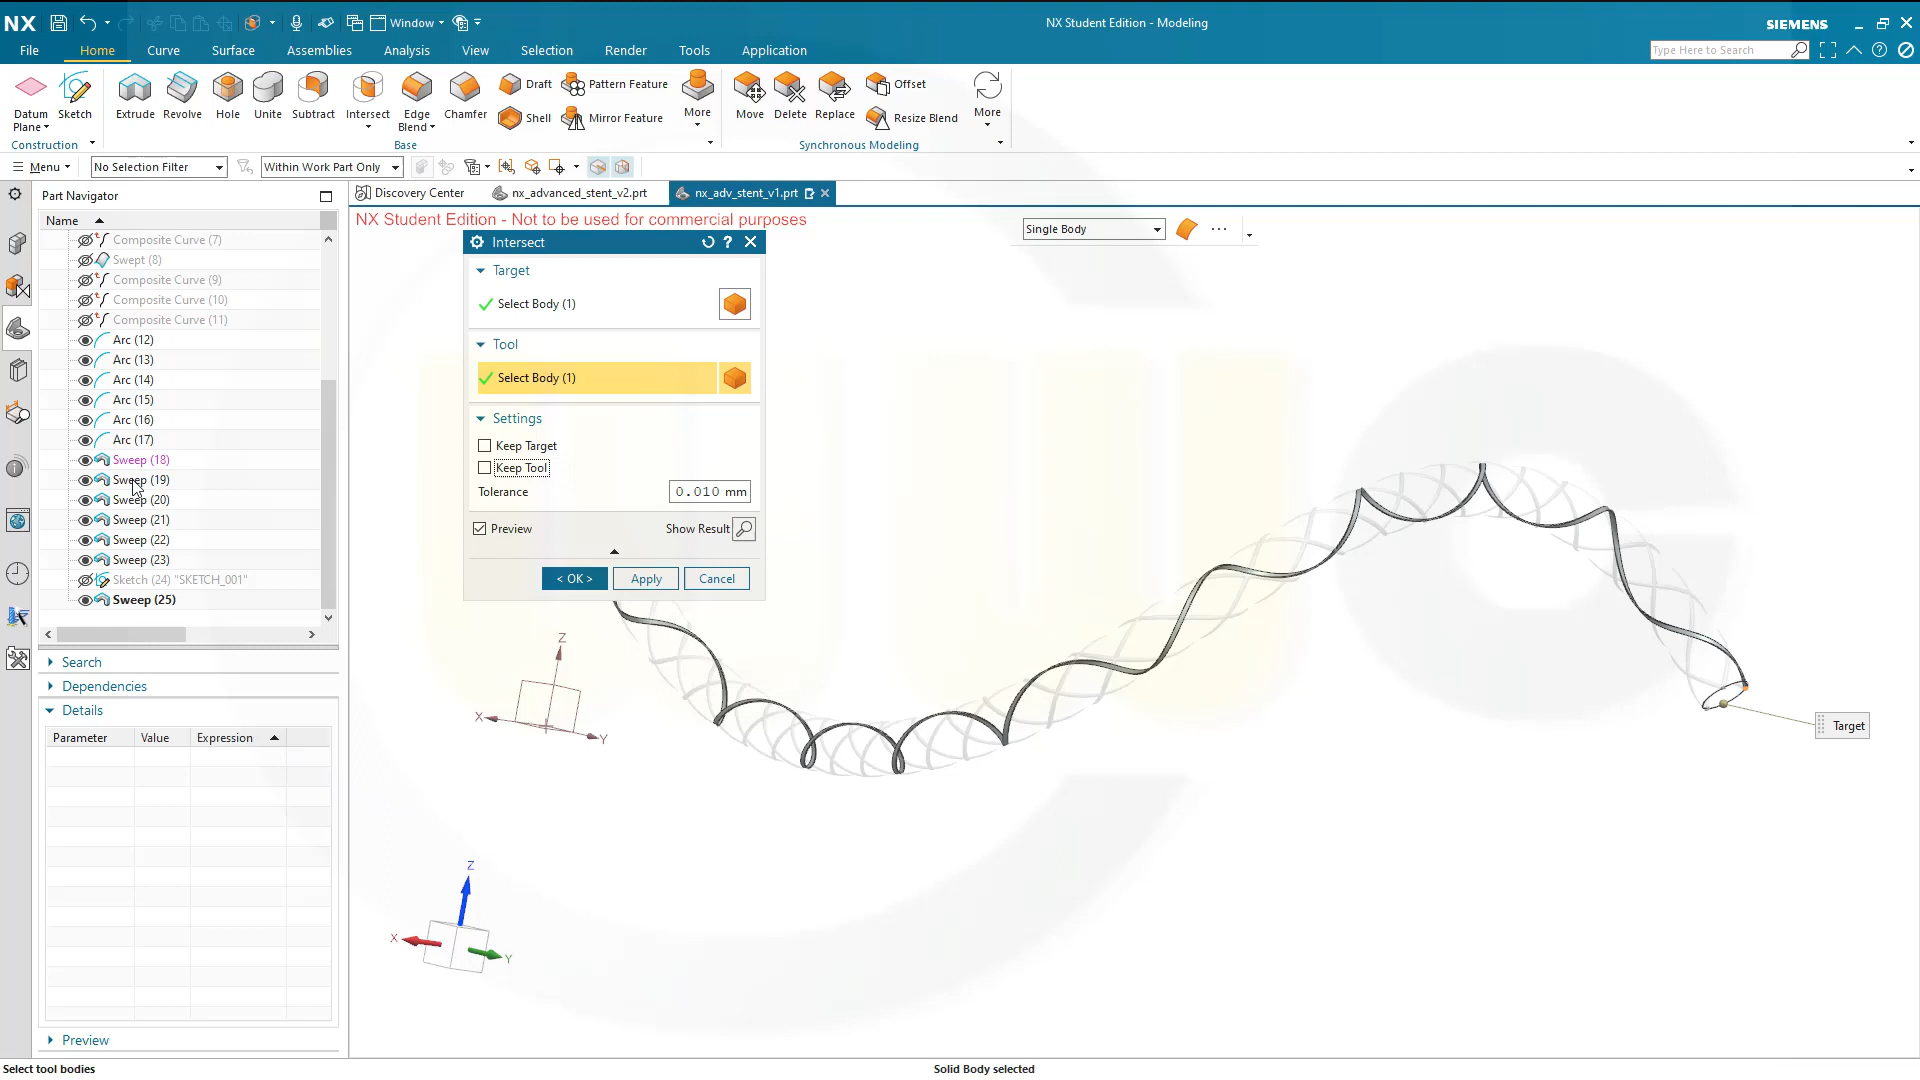 NX
Window
NX Student Edition - Modeling
SIEMENS
File
Home
Curve
Surface
Assemblies
Analysis
View
Selection
Render
Tools
Application
Type Here to Search
Datum Plane
Sketch
Extrude
Revolve
Hole
Unite
Subtract
Intersect
Edge Blend
Chamfer
Draft
Shell
Pattern Feature
Mirror Feature
More
Move
Delete
Replace
Offset
Resize Blend
More
Construction
Base
Synchronous Modeling
Menu
No Selection Filter
Within Work Part Only
Part Navigator
Discovery Center
nx_advanced_stent_v2.prt
nx_adv_stent_v1.prt
Name
NX Student Edition - Not to be used for commercial purposes
Single Body
Composite Curve (7)
Swept (8)
Composite Curve (9)
Composite Curve (10)
Composite Curve (11)
Arc (12)
Arc (13)
Arc (14)
Arc (15)
Arc (16)
Arc (17)
Sweep (18)
Sweep (19)
Sweep (20)
Sweep (21)
Sweep (22)
Sweep (23)
Sketch (24) "SKETCH_001"
Sweep (25)
Intersect
Target
Select Body (1)
Tool
Select Body (1)
Settings
Keep Target
Keep Tool
Tolerance
0.010 mm
Preview
Show Result
< OK >
Apply
Cancel
Z
X
Y
Target
Z
X
Y
Search
Dependencies
Details
Parameter
Value
Expression
Preview
Select tool bodies
Solid Body selected